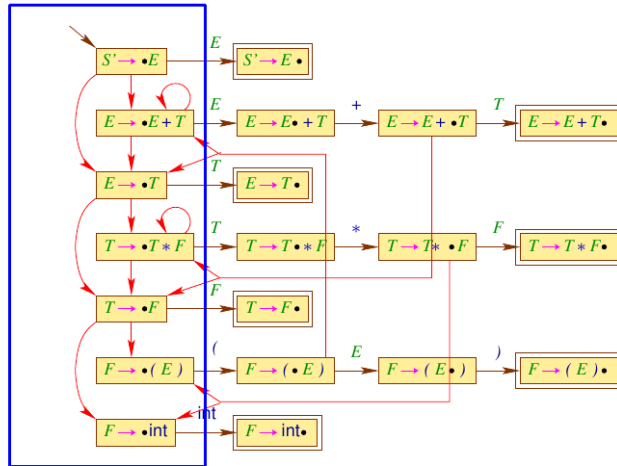 E
S' → •E S' → E •
E + T
E → •E + T E → E• + T E → E + •T E → E + T•
T
E → •T E → T•
T * F
T → •T * F T → T• * F T → T* •F T → T * F•
F
T → •F T → F•
( E )
F → •( E ) F → ( •E ) F → ( E• ) F → ( E ) •
int
F → •int F → int•